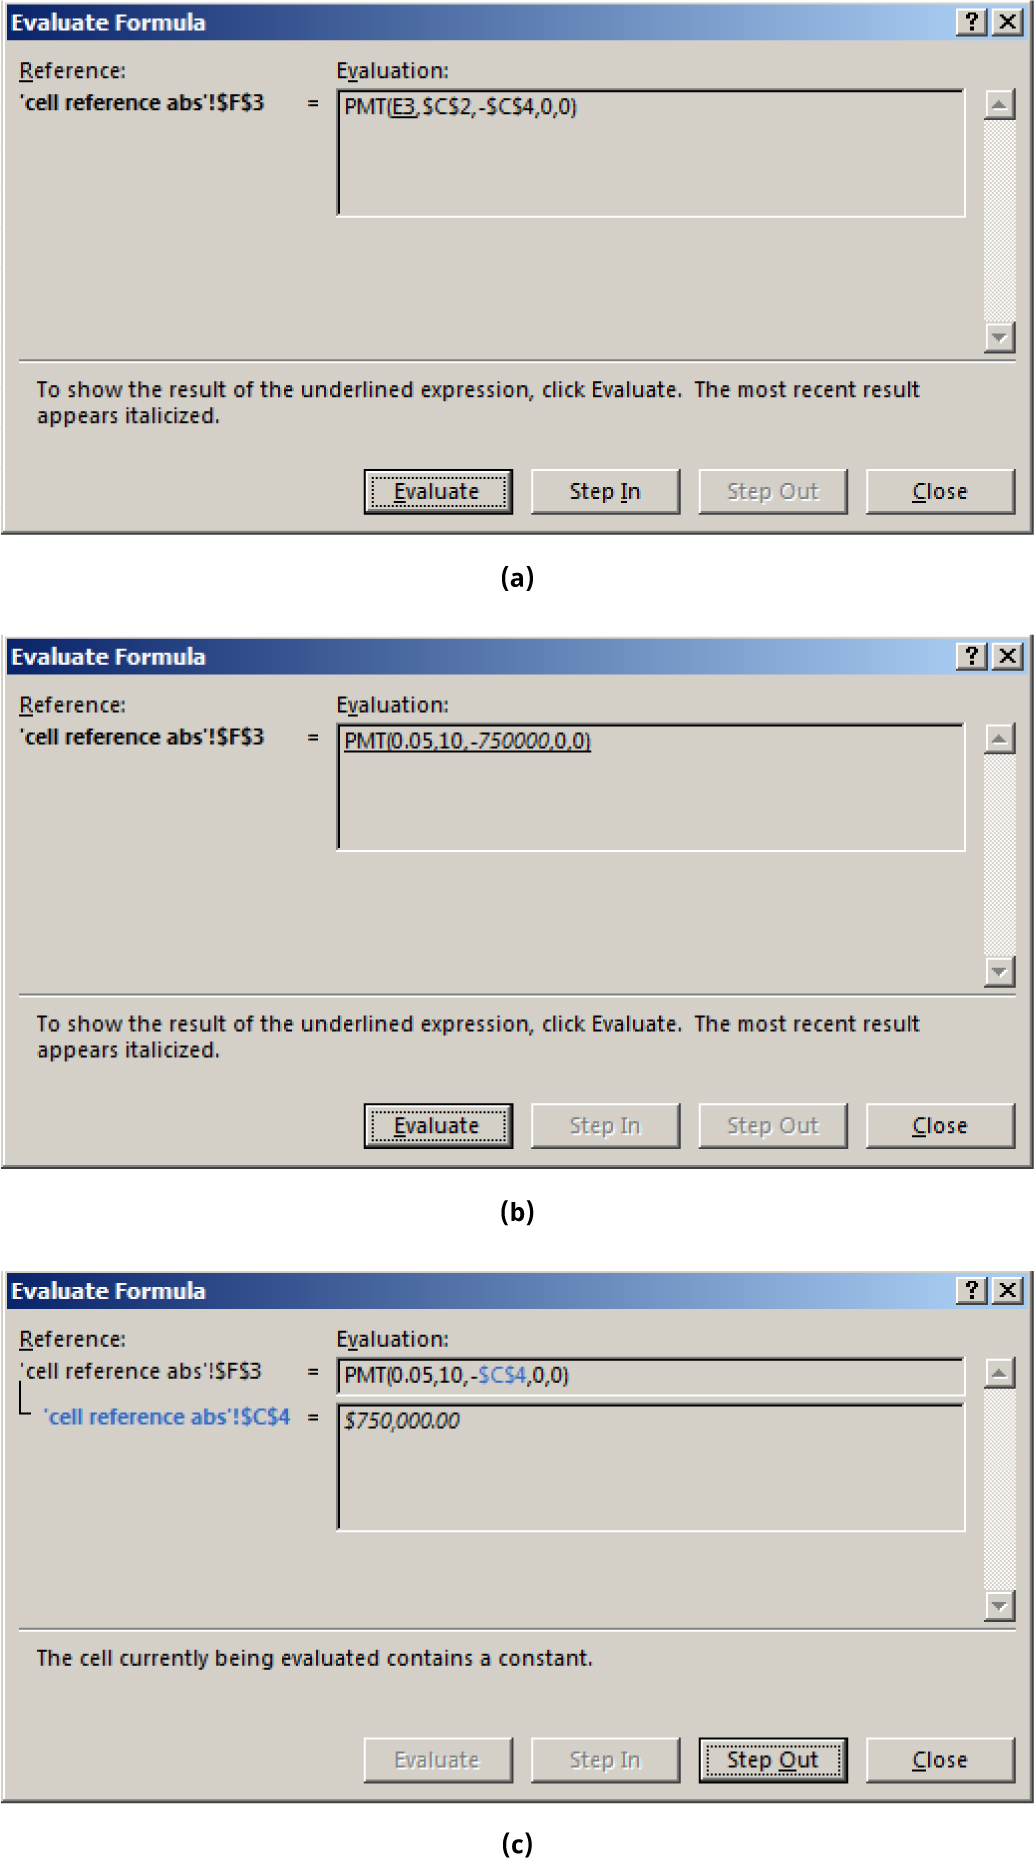 Evaluate Formula
Reference: Evaluation:
'cell reference abs'!$F$3 = PMT(E3,$C$2,-$C$4,0,0)
To show the result of the underlined expression, click Evaluate. The most recent result
appears italicized.
Evaluate Step In Step Out Close
(a)
Evaluate Formula
Reference: Evaluation:
'cell reference abs'!$F$3 = PMT(0.05,10,-750000,0,0)
To show the result of the underlined expression, click Evaluate. The most recent result
appears italicized.
Evaluate Step In Step Out Close
(b)
Evaluate Formula
Reference: Evaluation:
'cell reference abs'!$F$3 = PMT(0.05,10,-$C$4,0,0)
'cell reference abs'!$C$4 = $750,000.00
The cell currently being evaluated contains a constant.
Evaluate Step In Step Out Close
(c)